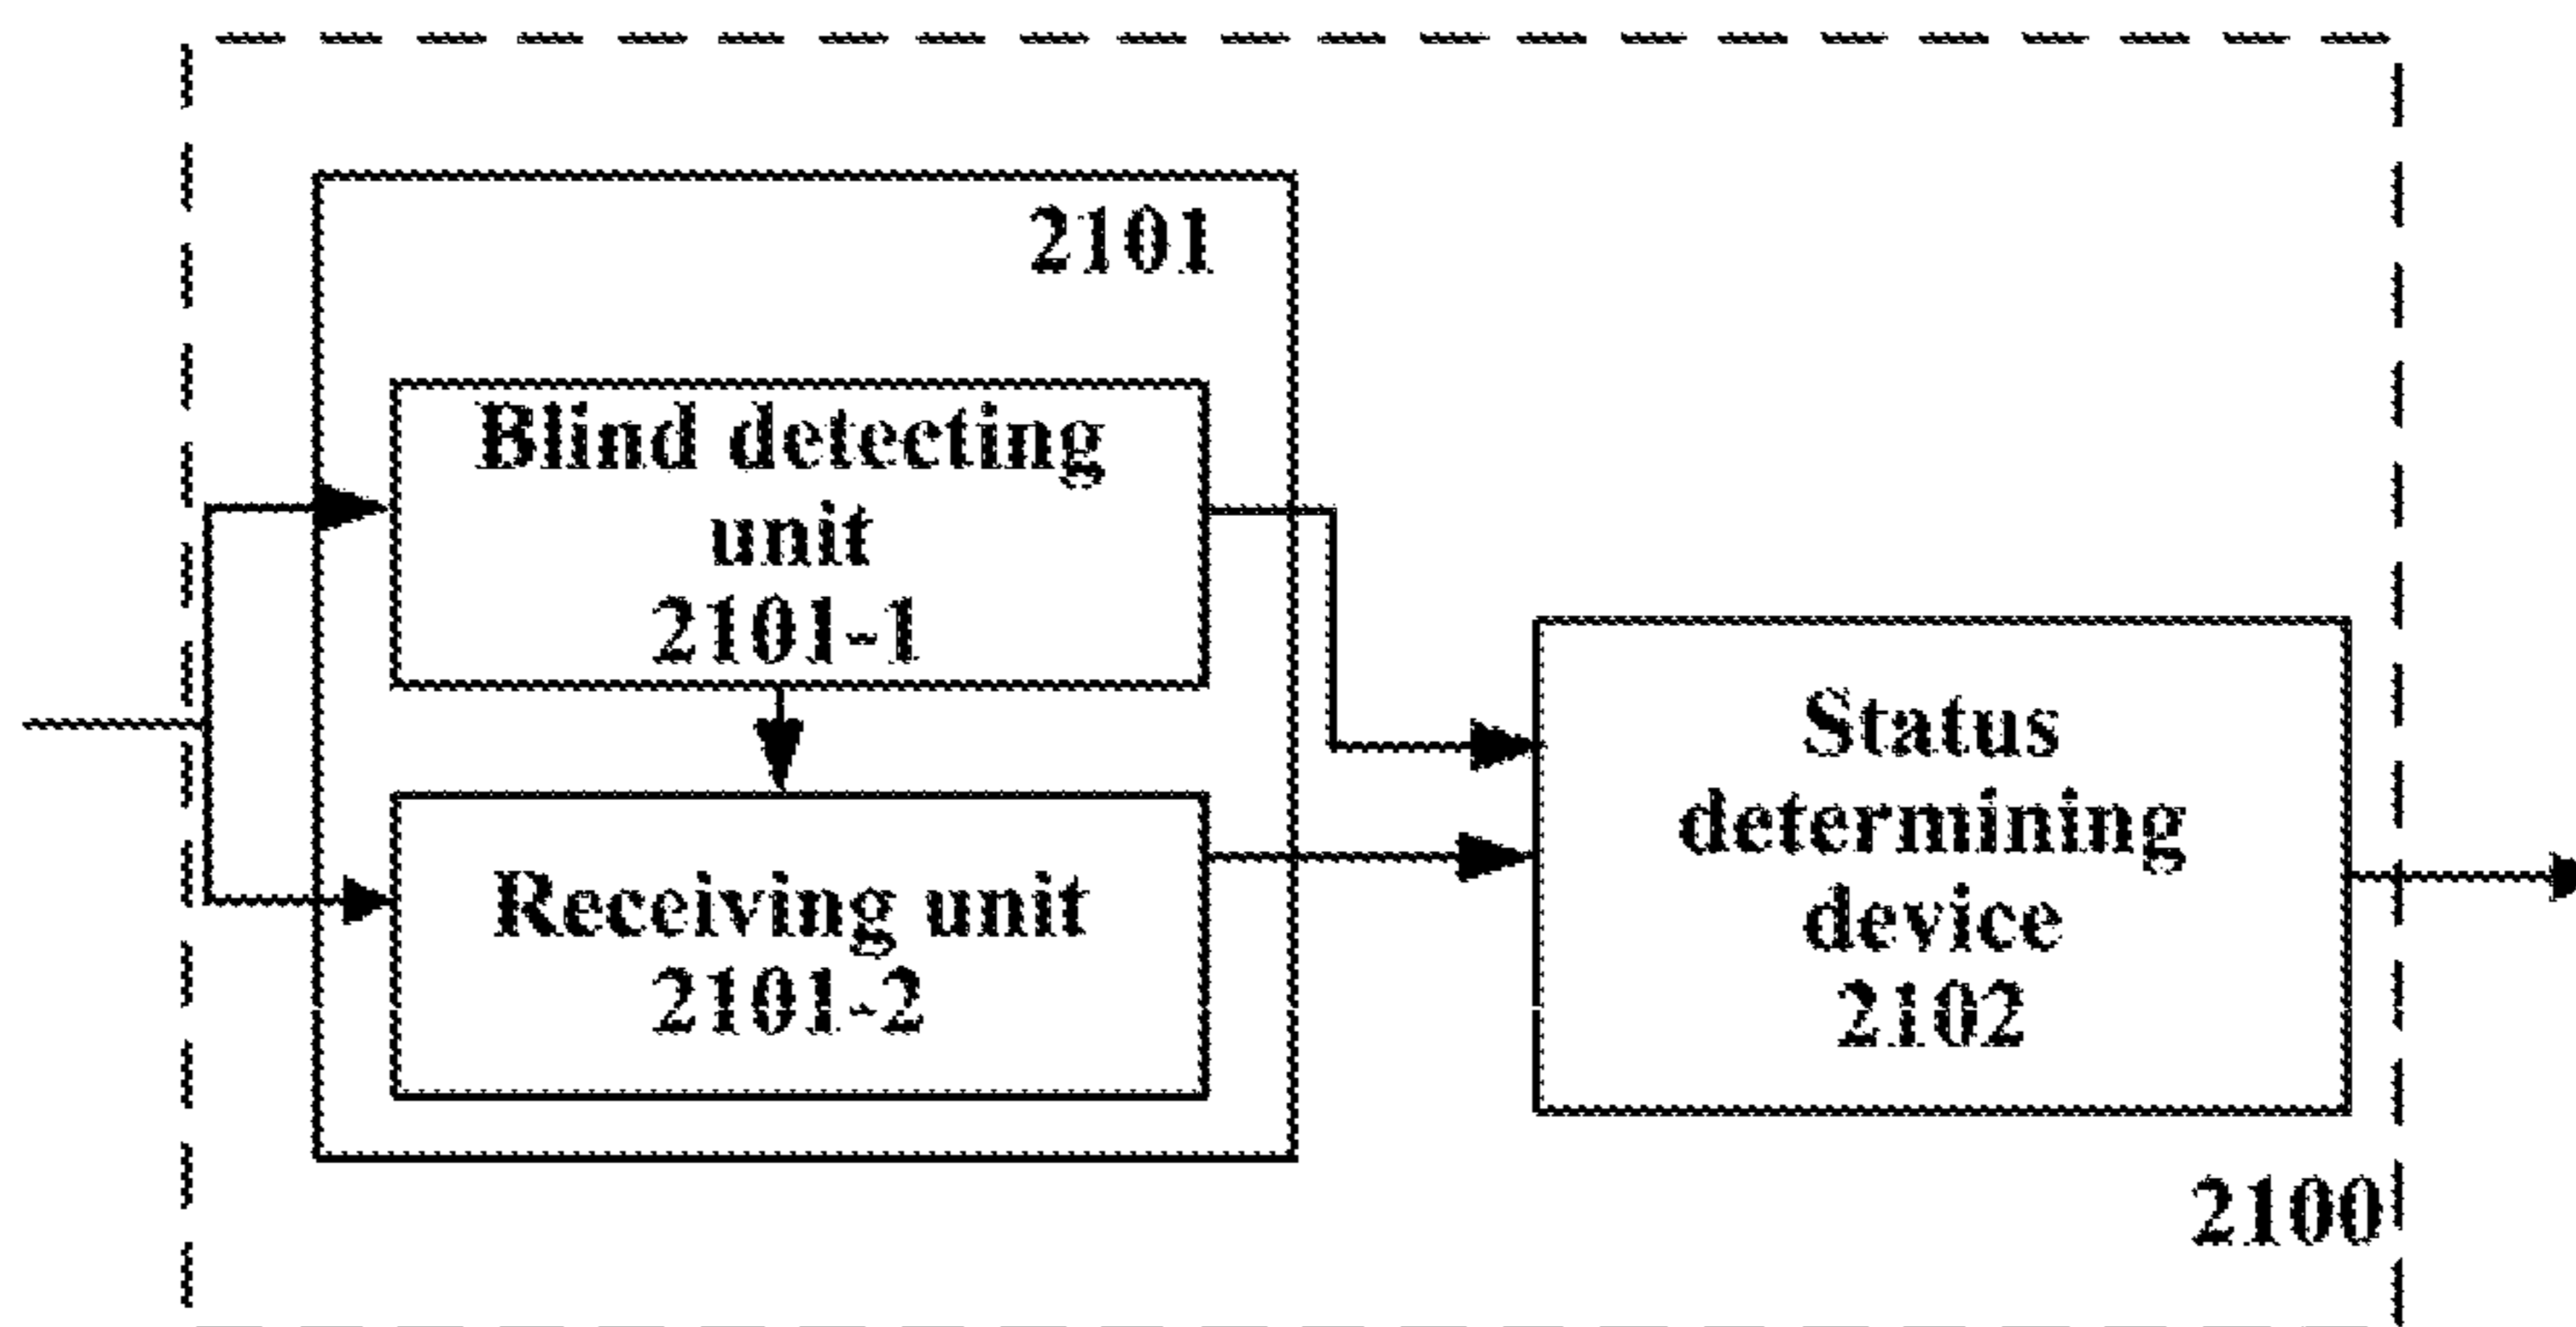 2101
Blind detecting
unit
2101-1
Receiving unit
2101-2
Status
determining
device
2102
2100